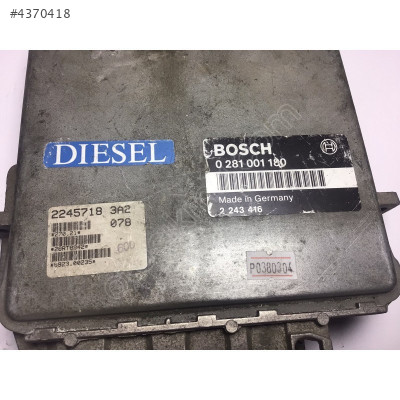 #4370418
DIESEL
BOSCH
0 281 001 180
Made in Germany
2 243 416
2245718 3A2
078
P0380304